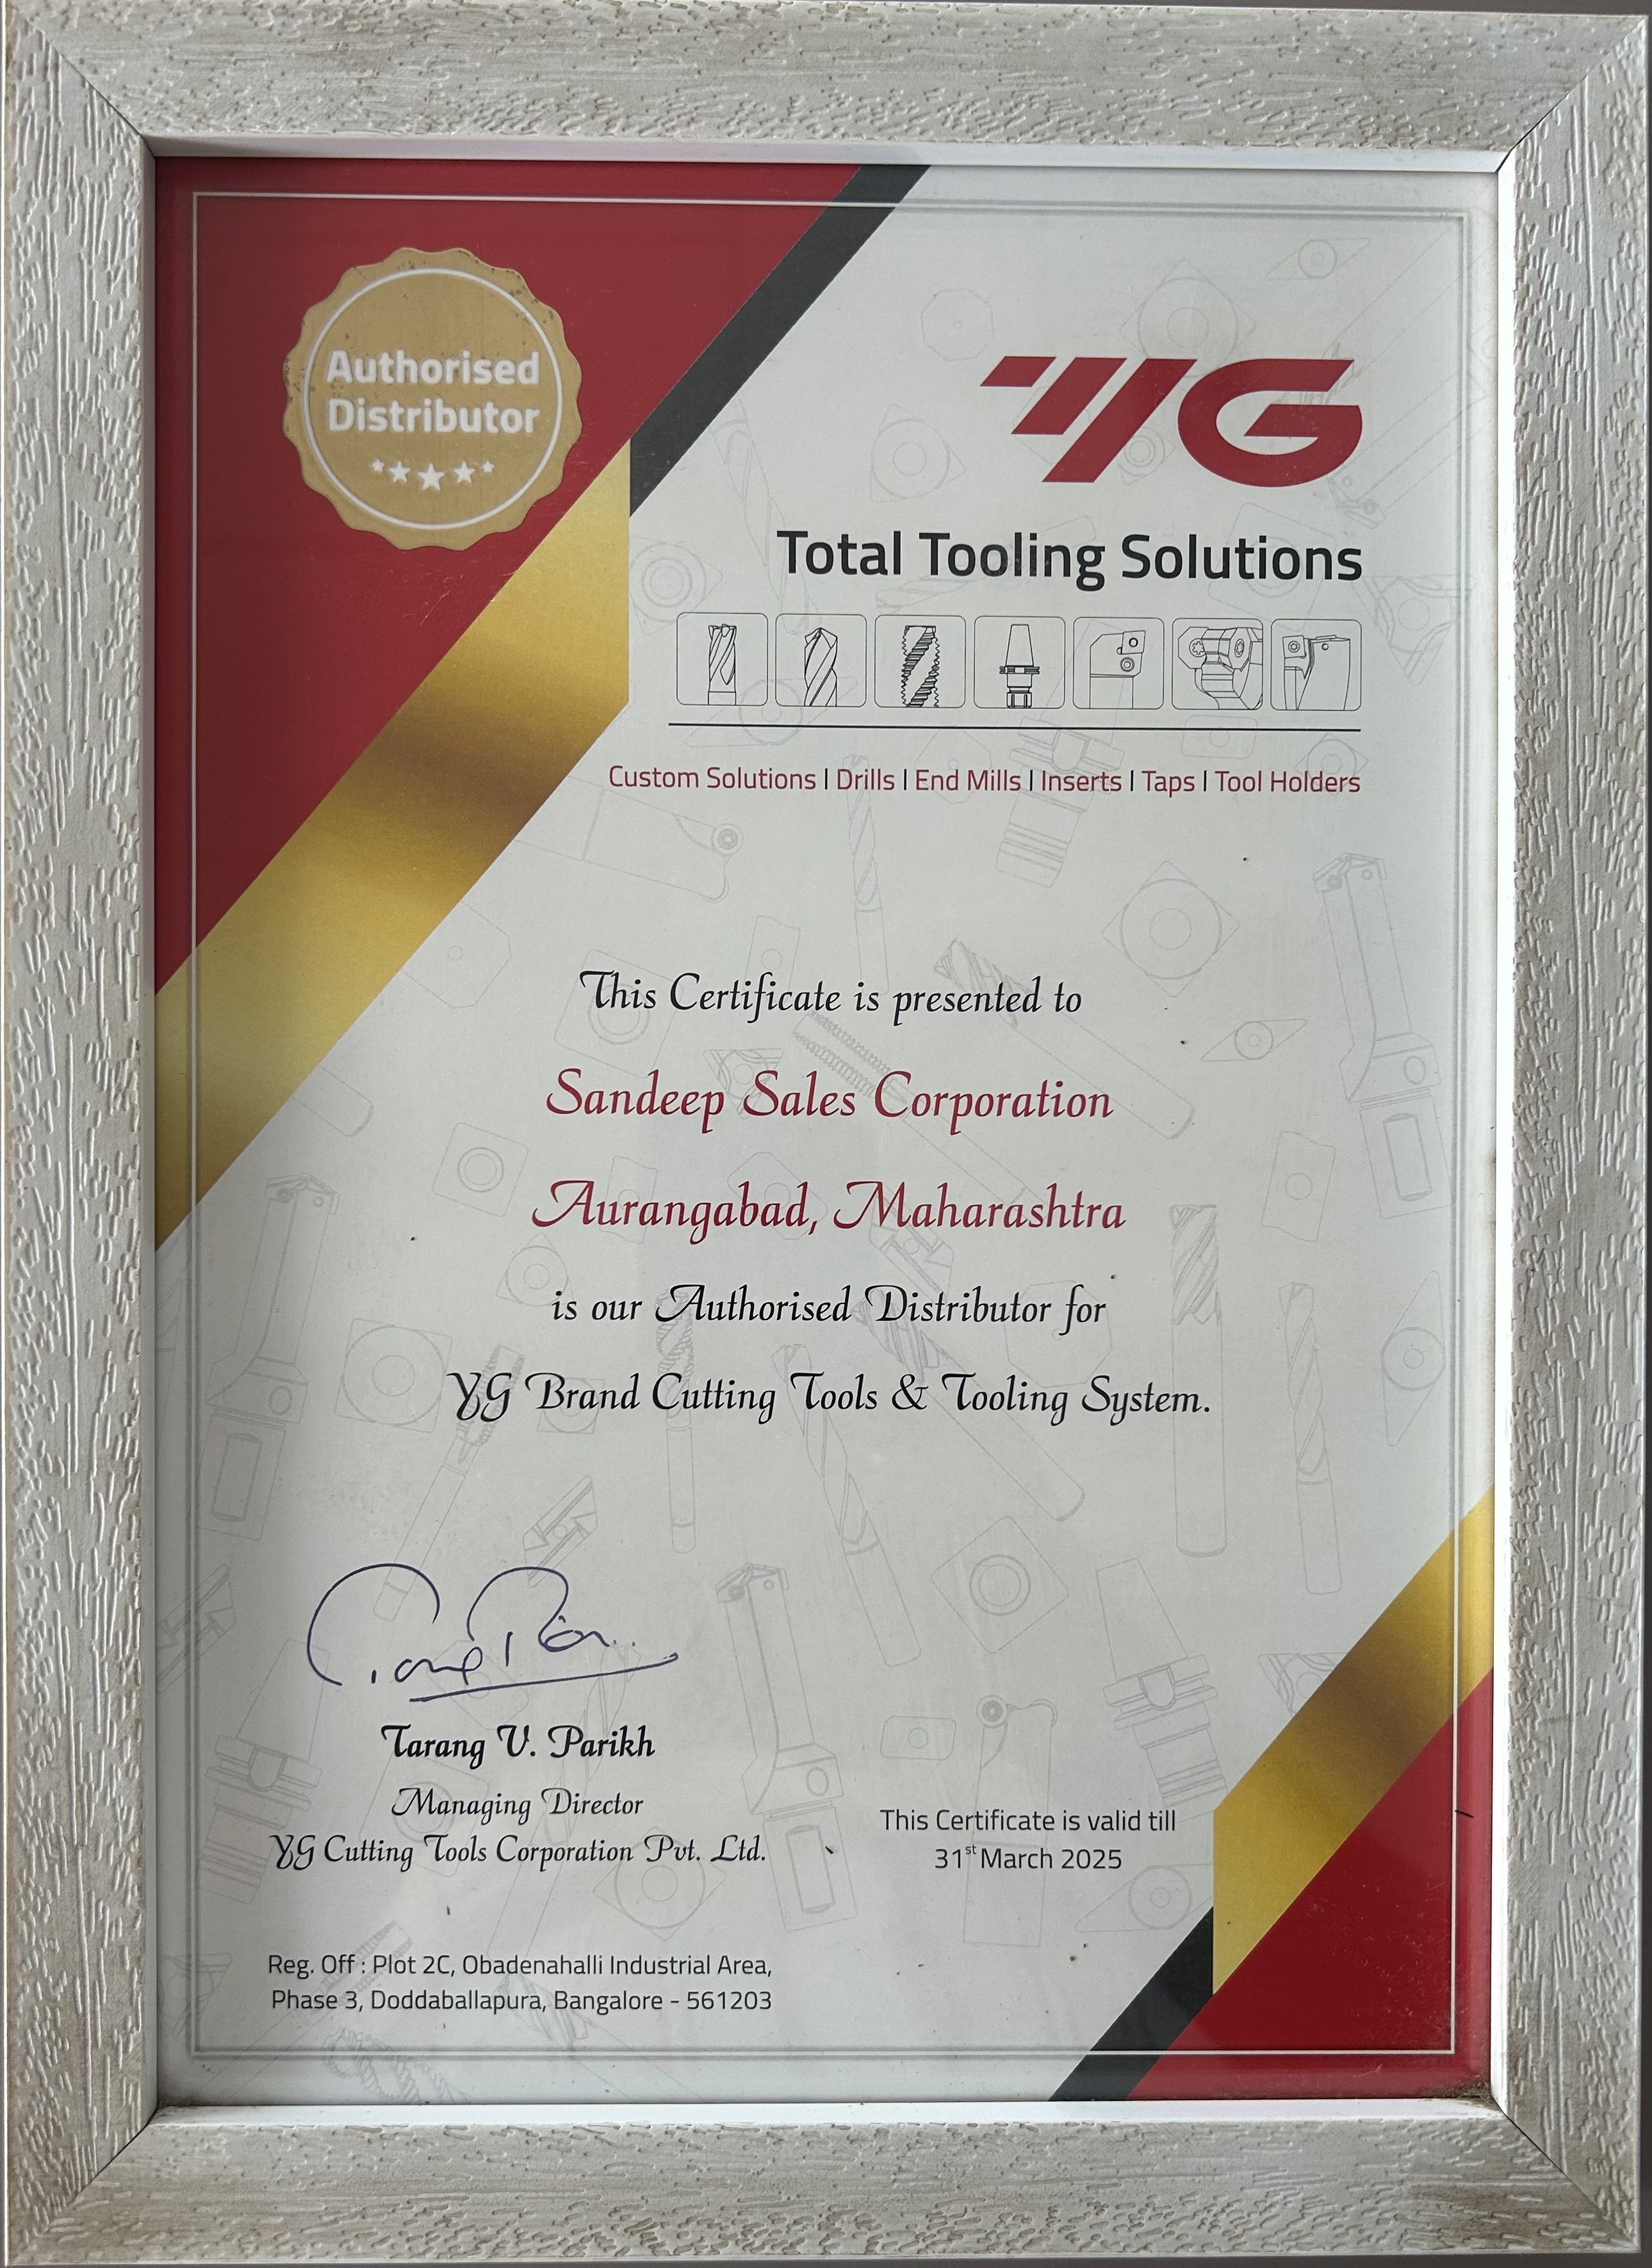 Authorised
Distributor
YG
Total Tooling Solutions
Custom Solutions | Drills | End Mills | Inserts | Taps | Tool Holders
This Certificate is presented to
Sandeep Sales Corporation
Aurangabad, Maharashtra
is our Authorised Distributor for
YG Brand Cutting Tools & Tooling System.
Tarang V. Parikh
Managing Director
YG Cutting Tools Corporation Pvt. Ltd.
This Certificate is valid till
31st March 2025
Reg. Off : Plot 2C, Obadenahalli Industrial Area,
Phase 3, Doddaballapura, Bangalore - 561203